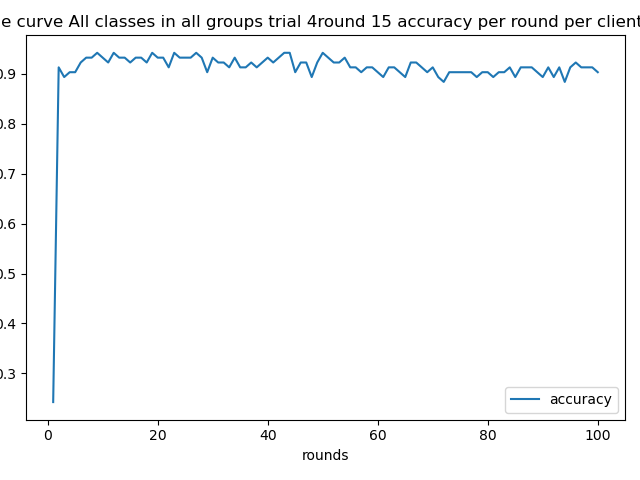 e curve All classes in all groups trial 4round 15 accuracy per round per client
0.9
0.8
0.7
0.6
0.5
0.4
0.3
accuracy
0 20 40 60 80 100
rounds